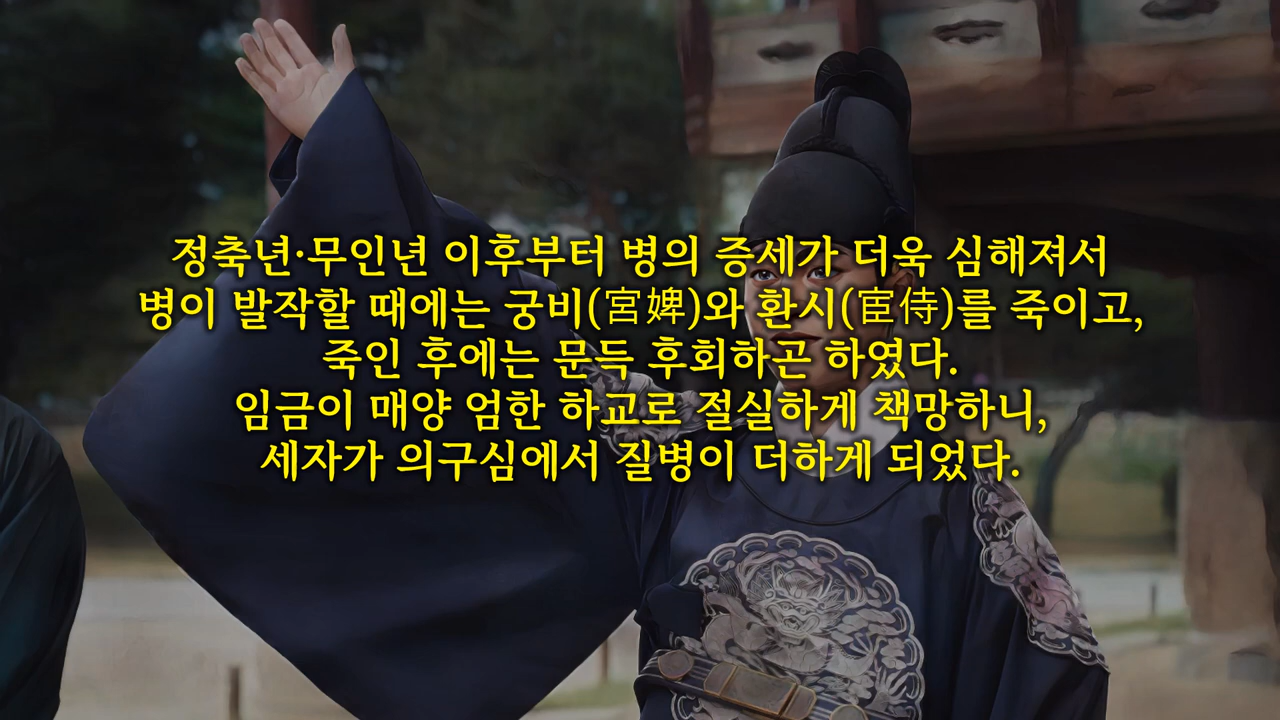 정축년·무인년 이후부터 병의 증세가 더욱 심해져서
병이 발작할 때에는 궁비(宮婢)와 환시(宦侍)를 죽이고,
죽인 후에는 문득 후회하곤 하였다.
임금이 매양 엄한 하교로 절실하게 책망하니,
세자가 의구심에서 질병이 더하게 되었다.